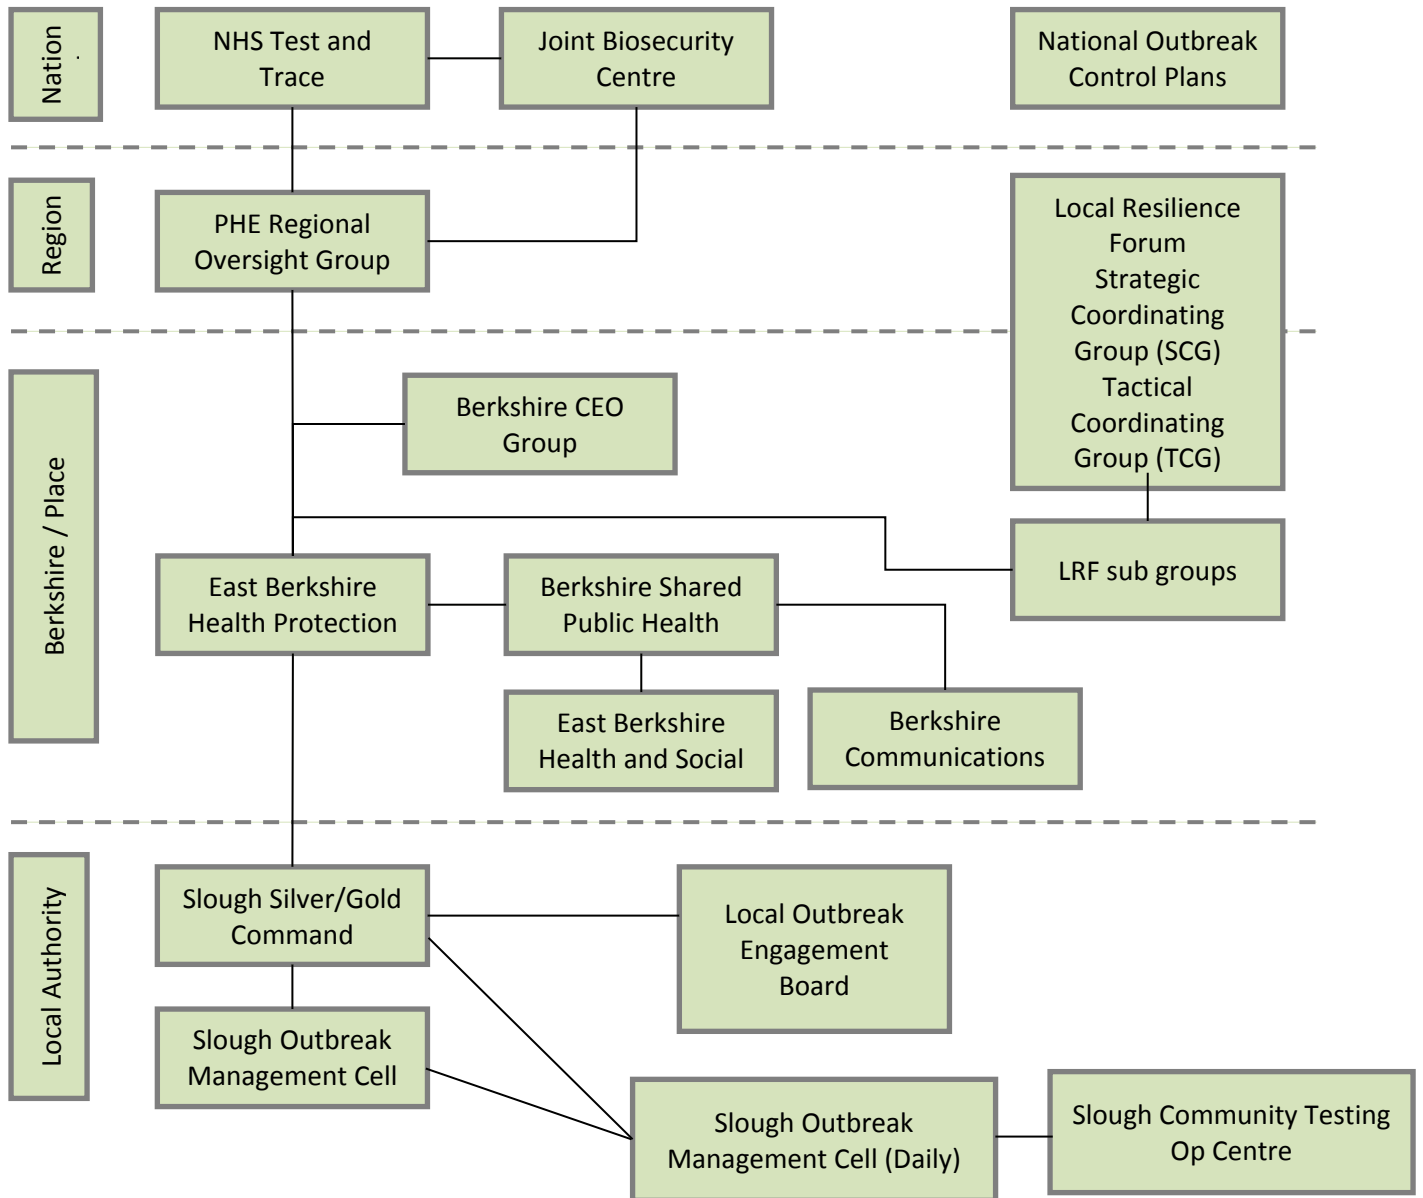 Nation
NHS Test and
Trace
Joint Biosecurity
Centre
National Outbreak
Control Plans
Region
PHE Regional
Oversight Group
Local Resilience
Forum
Strategic
Coordinating
Group (SCG)
Tactical
Coordinating
Group (TCG)
Berkshire / Place
Berkshire CEO
Group
LRF sub groups
East Berkshire
Health Protection
Berkshire Shared
Public Health
East Berkshire
Health and Social
Berkshire
Communications
Local Authority
Slough Silver/Gold
Command
Local Outbreak
Engagement
Board
Slough Outbreak
Management Cell
Slough Outbreak
Management Cell (Daily)
Slough Community Testing
Op Centre